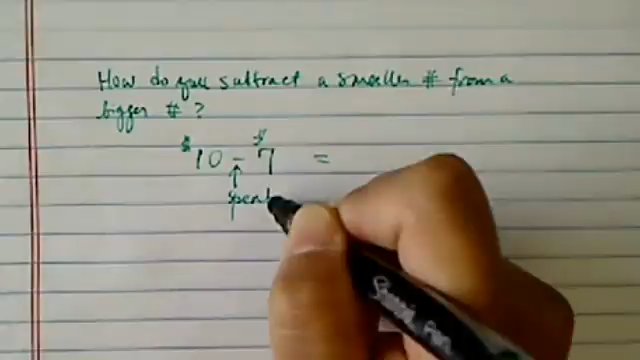 How do you subtract a smaller # from a
bigger # ?
$10 - $7 =
↑
spent